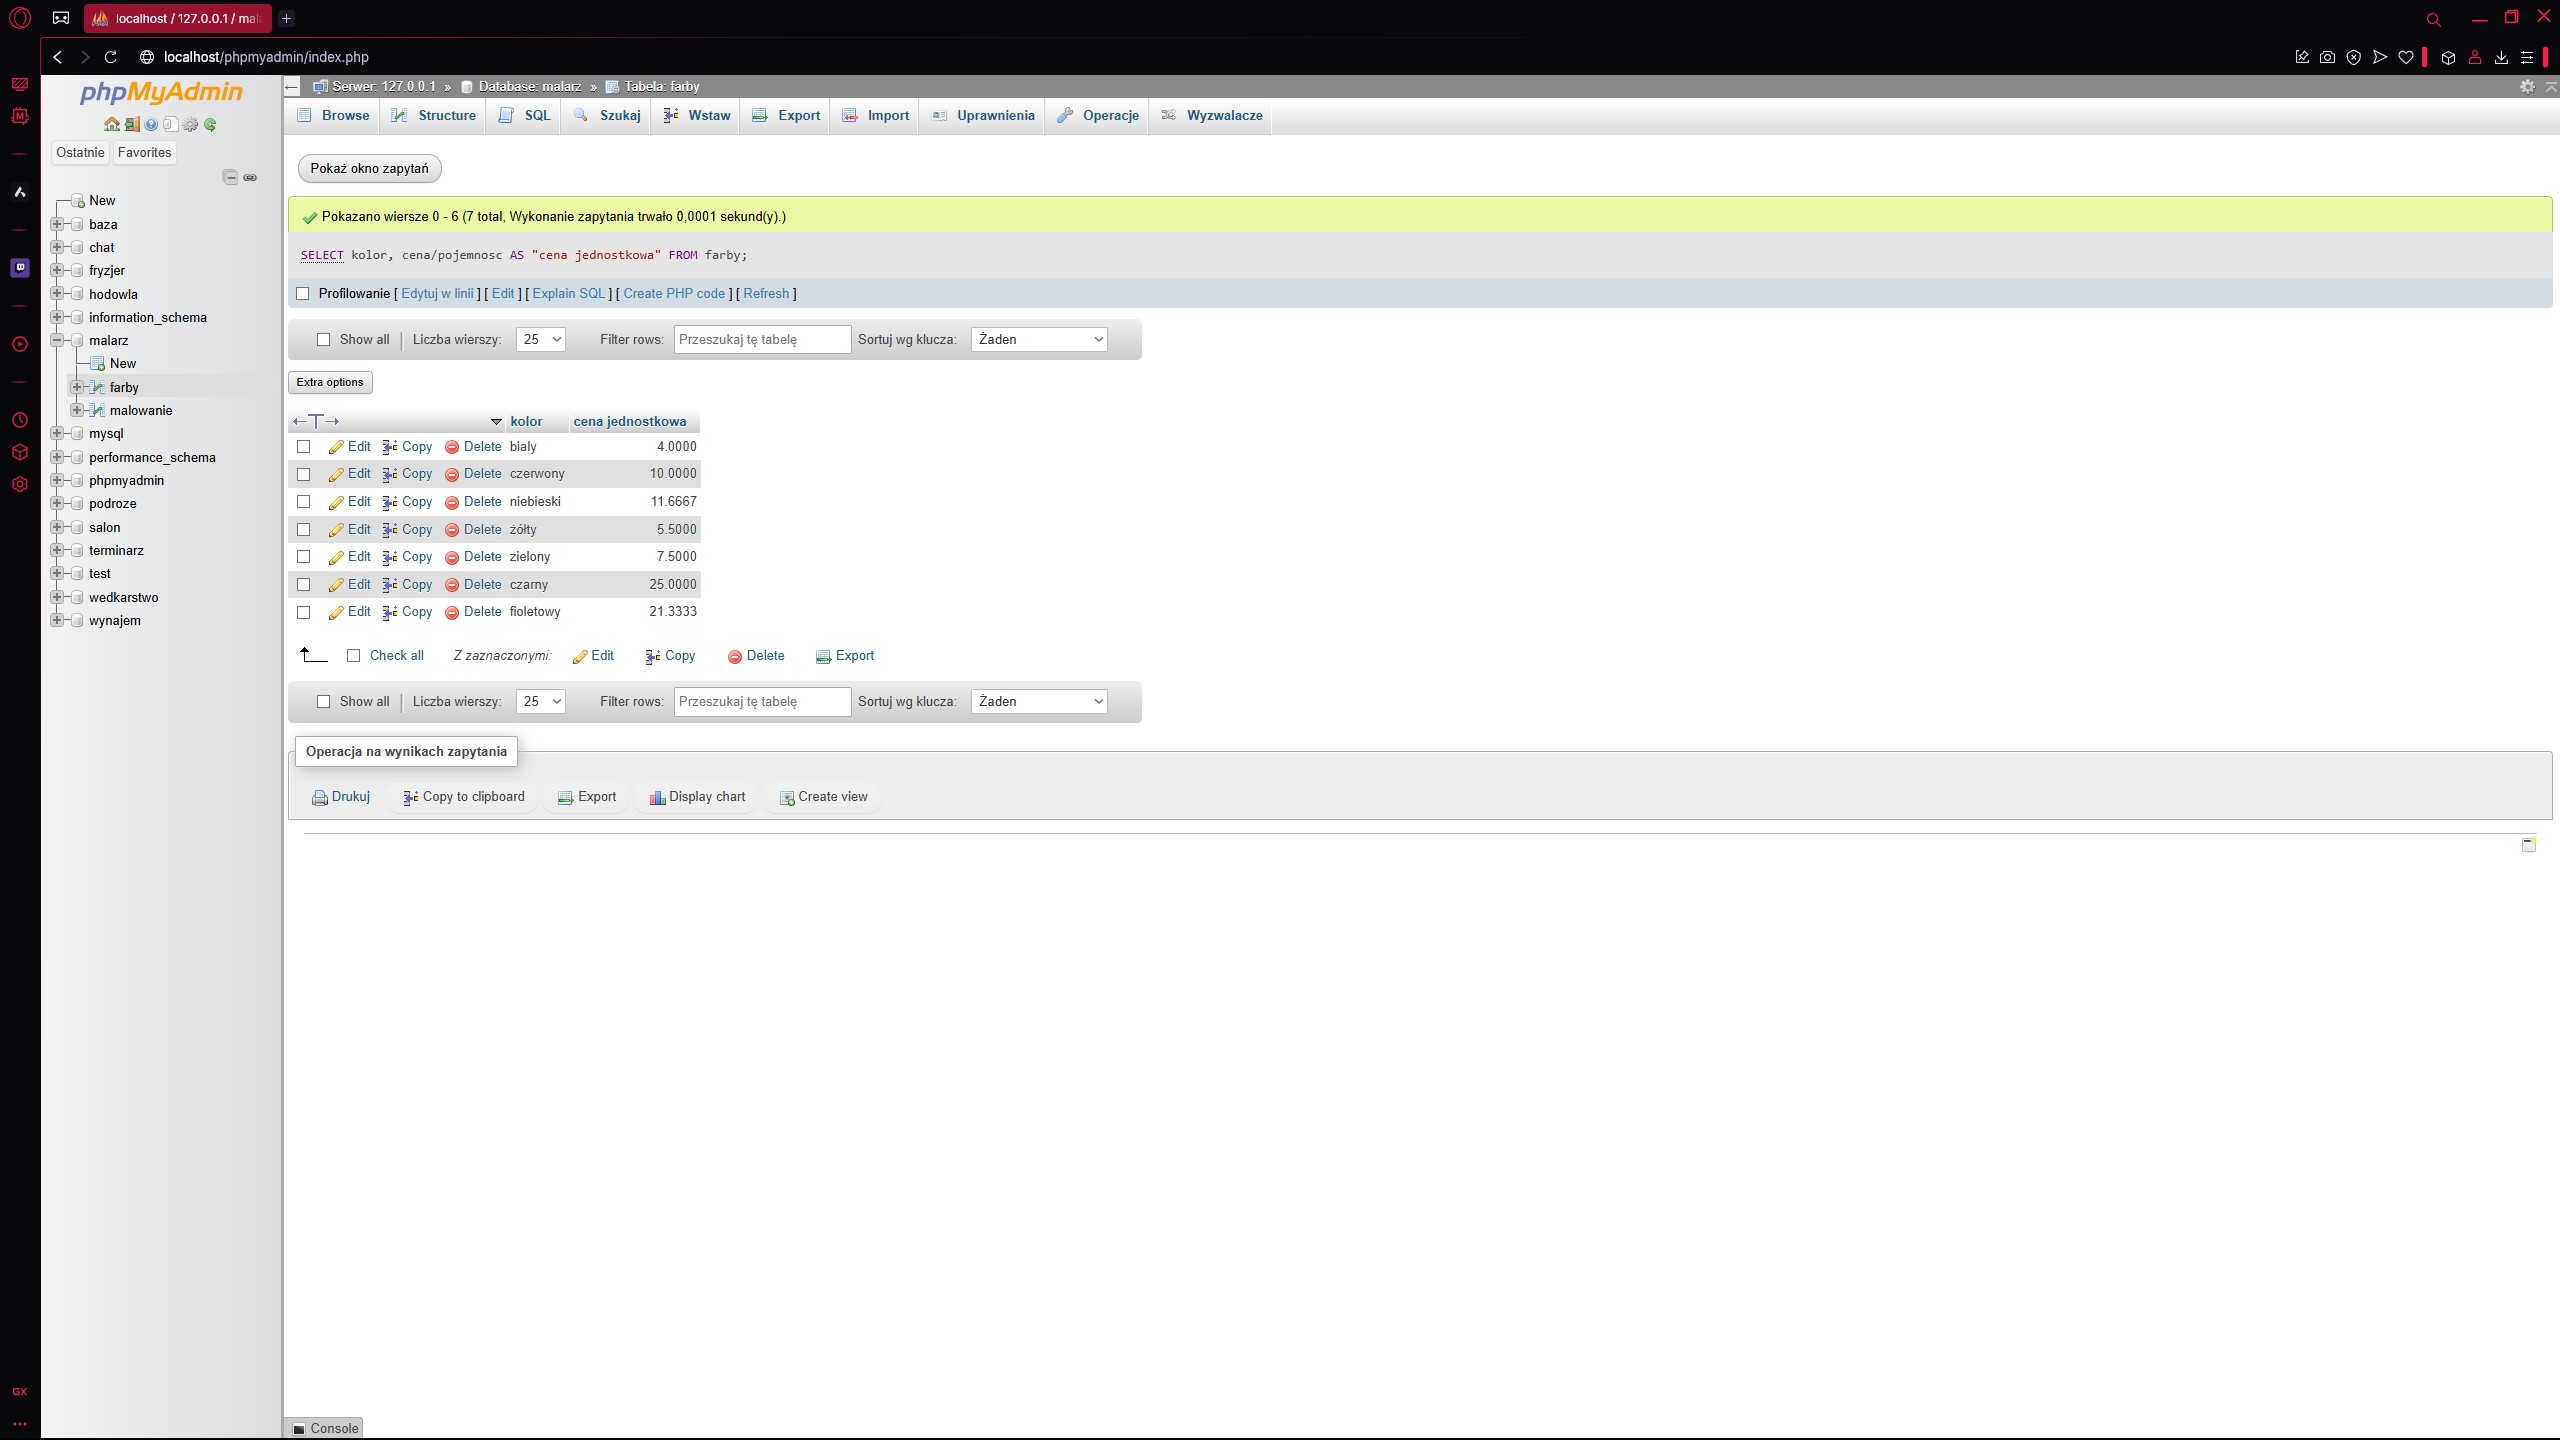 localhost / 127.0.0.1 / mal
localhost/phpmyadmin/index.php
phpMyAdmin
Ostatnie Favorites
New
baza
chat
fryzjer
hodowla
information_schema
malarz
New
farby
malowanie
mysql
performance_schema
phpmyadmin
podroze
salon
terminarz
test
wedkarstwo
wynajem
GX
Serwer: 127.0.0.1 » Database: malarz » Tabela: farby
Browse Structure SQL Szukaj Wstaw Export Import Uprawnienia Operacje Wyzwalacze
Pokaż okno zapytań
Pokazano wiersze 0 - 6 (7 total, Wykonanie zapytania trwało 0,0001 sekund(y).)
SELECT kolor, cena/pojemnosc AS "cena jednostkowa" FROM farby;
Profilowanie [ Edytuj w linii ] [ Edit ] [ Explain SQL ] [ Create PHP code ] [ Refresh ]
Show all | Liczba wierszy: 25 Filter rows: Przeszukaj tę tabelę Sortuj wg klucza: Żaden
Extra options
←T→ kolor cena jednostkowa
Edit Copy Delete bialy 4.0000
Edit Copy Delete czerwony 10.0000
Edit Copy Delete niebieski 11.6667
Edit Copy Delete żółty 5.5000
Edit Copy Delete zielony 7.5000
Edit Copy Delete czarny 25.0000
Edit Copy Delete fioletowy 21.3333
Check all Z zaznaczonymi: Edit Copy Delete Export
Show all | Liczba wierszy: 25 Filter rows: Przeszukaj tę tabelę Sortuj wg klucza: Żaden
Operacja na wynikach zapytania
Drukuj Copy to clipboard Export Display chart Create view
Console